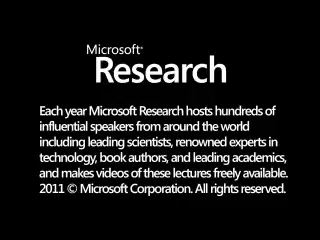 Microsoft®
Research
Each year Microsoft Research hosts hundreds of
influential speakers from around the world
including leading scientists, renowned experts in
technology, book authors, and leading academics,
and makes videos of these lectures freely available.
2011 © Microsoft Corporation. All rights reserved.